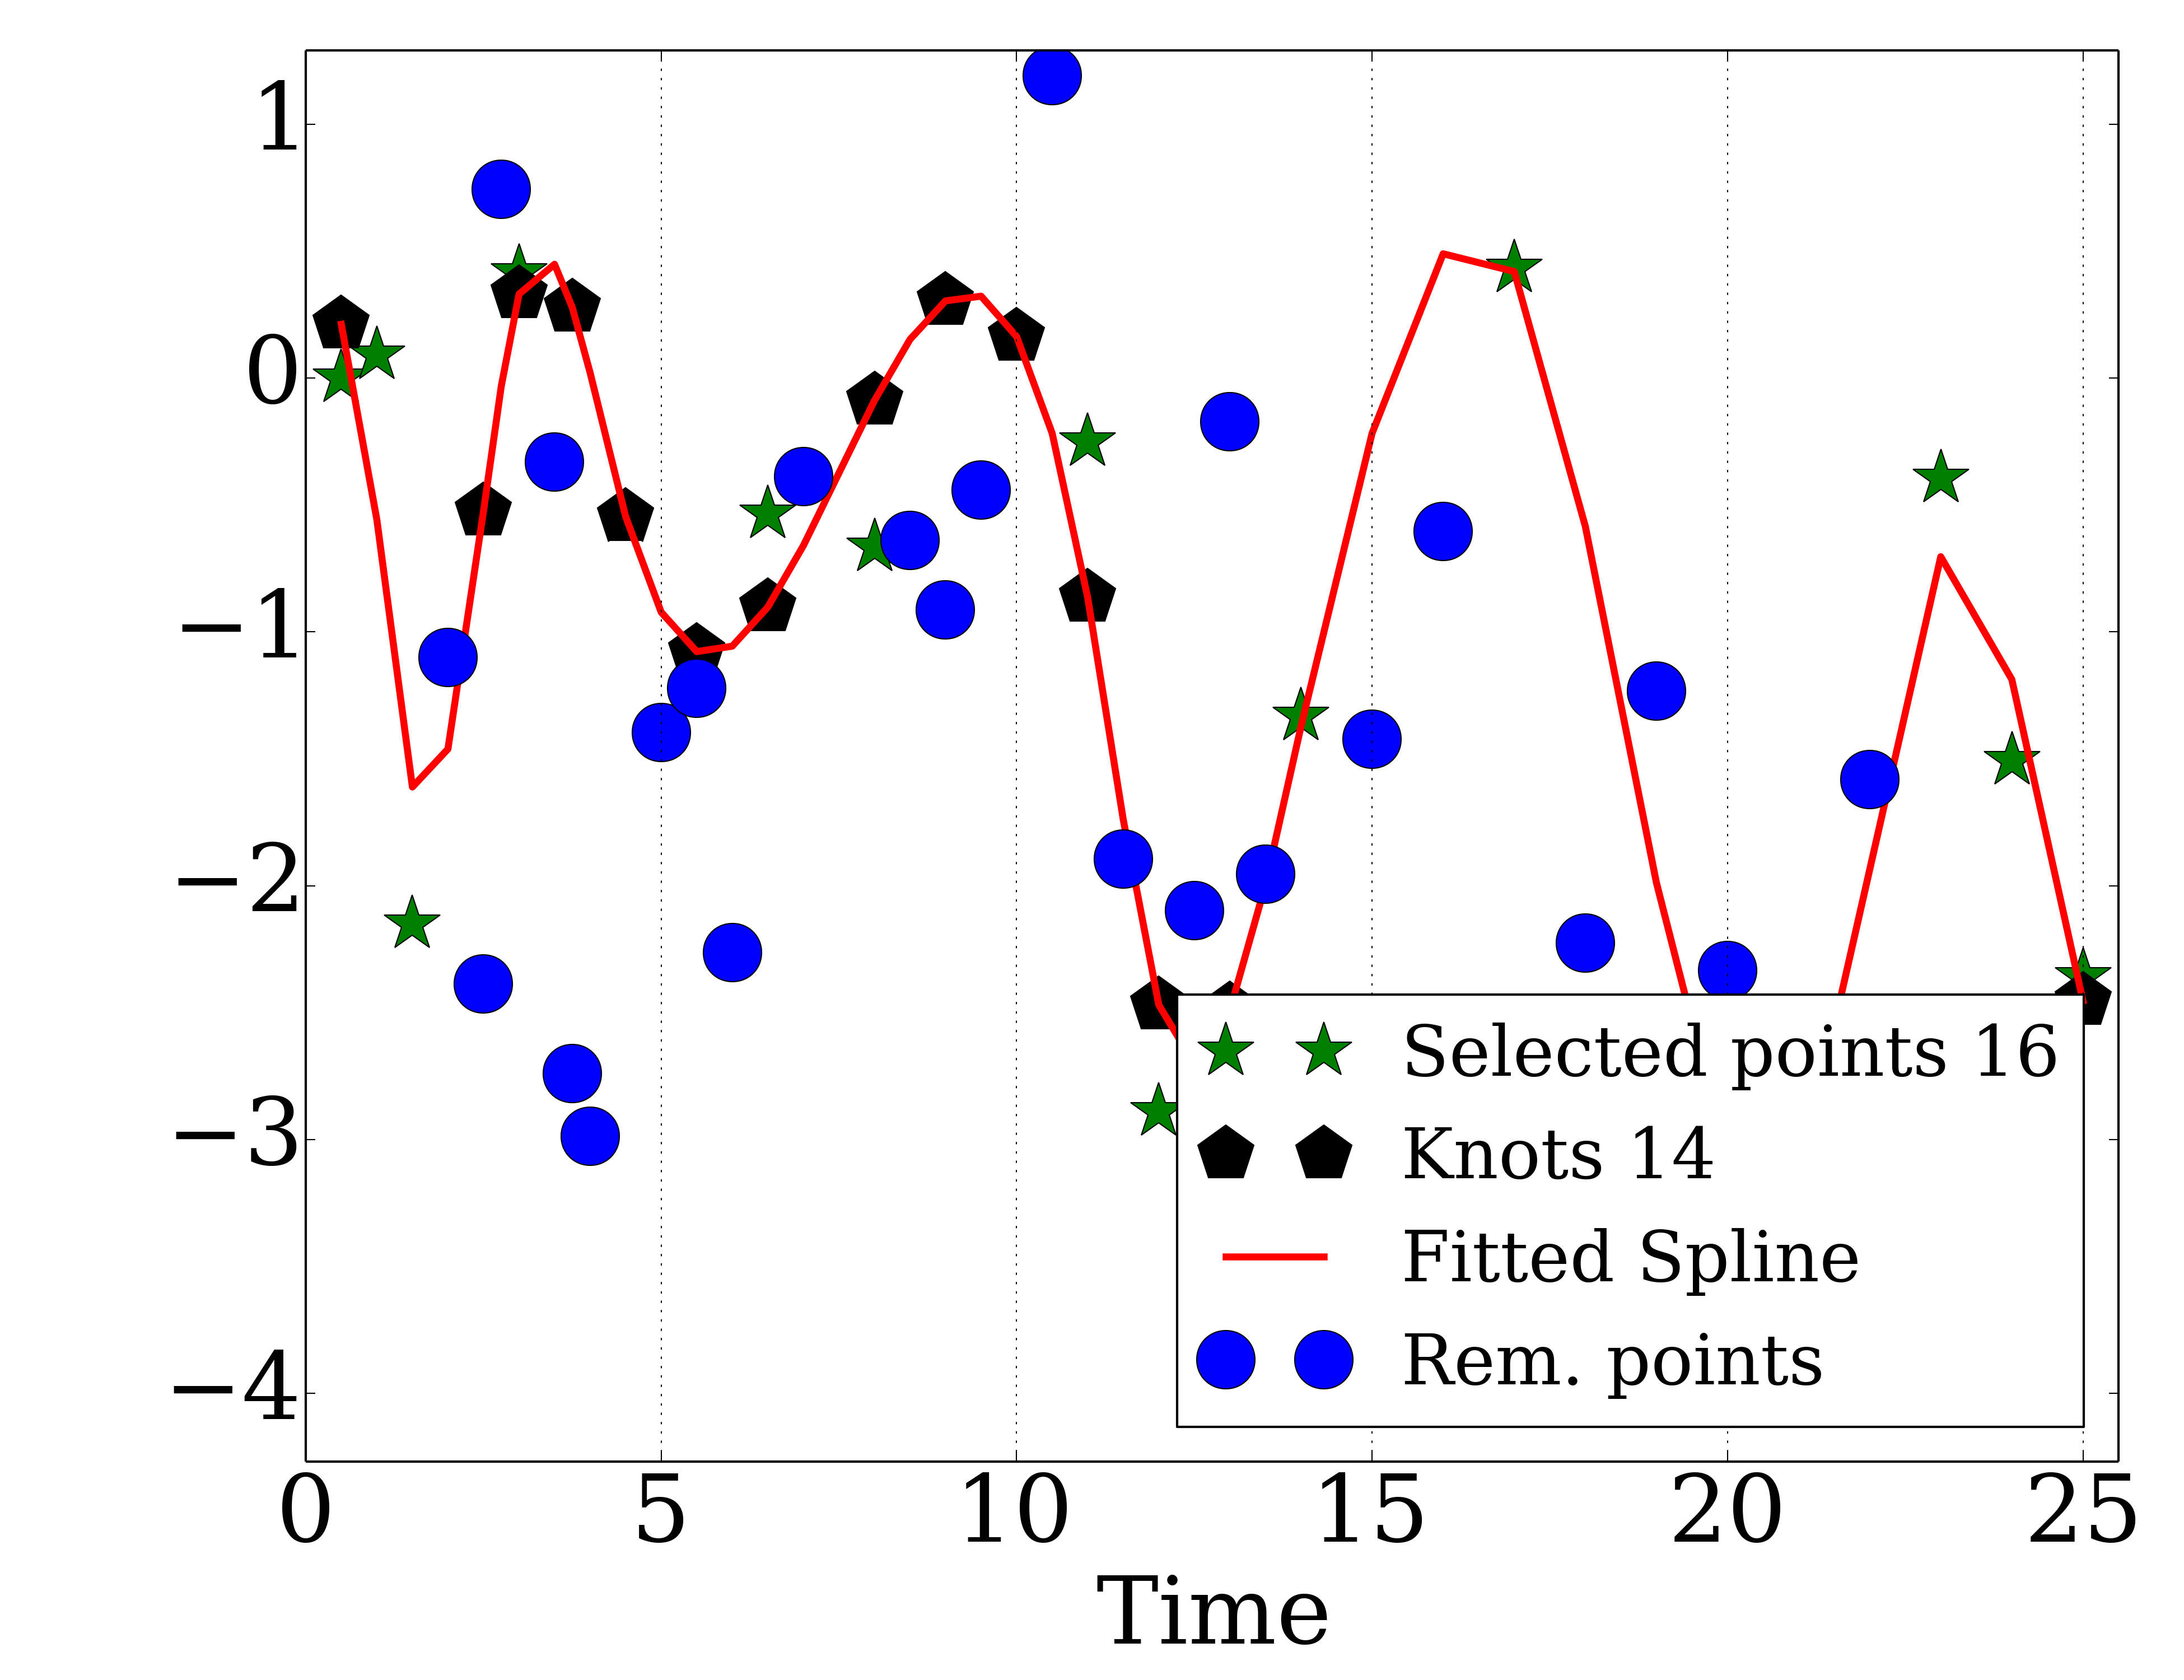 1
0
−1
−2
−3
−4
Selected points 16
Knots 14
Fitted Spline
Rem. points
0 5 10 15 20 25
Time